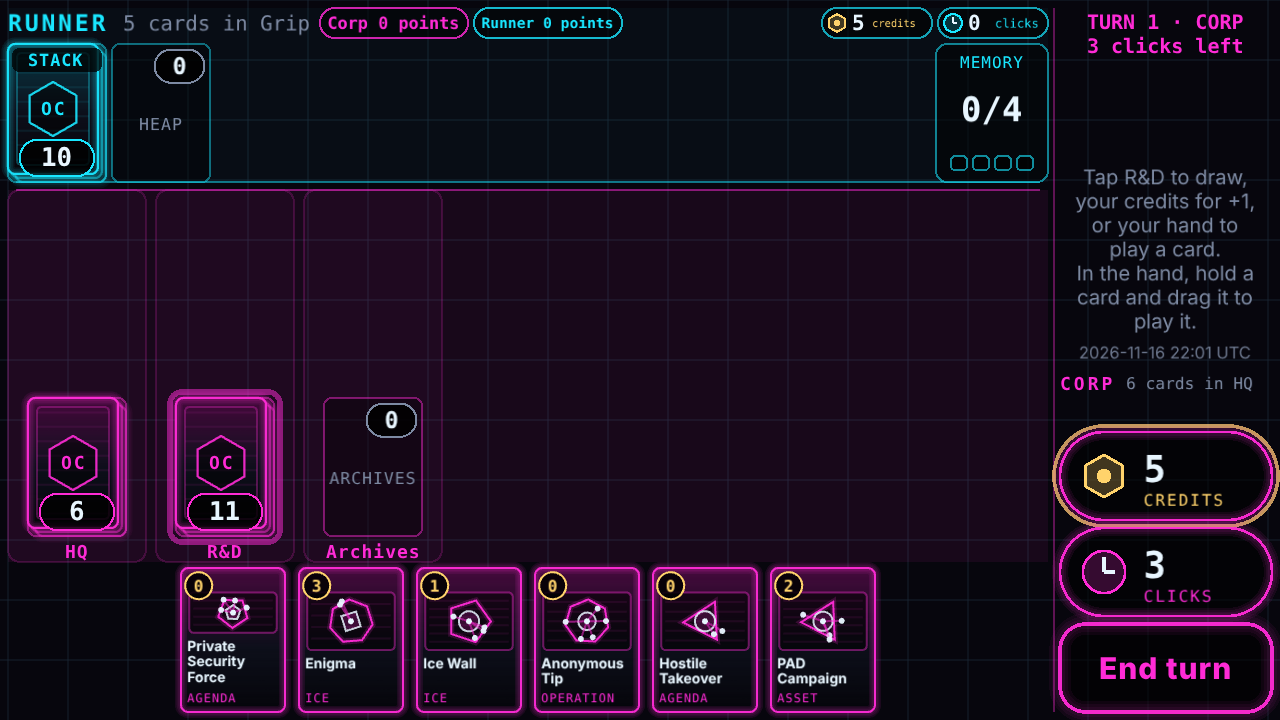 RUNNER 5 cards in Grip Corp 0 points Runner 0 points 5 credits 0 clicks
TURN 1 · CORP
3 clicks left
STACK
OC
10
0
HEAP
MEMORY
0/4
Tap R&D to draw,
your credits for +1,
or your hand to
play a card.
In the hand, hold a
card and drag it to
play it.
2026-11-16 22:01 UTC
CORP 6 cards in HQ
OC
6
HQ
OC
11
R&D
0
ARCHIVES
Archives
5
CREDITS
3
CLICKS
End turn
0
Private
Security
Force
AGENDA
3
Enigma
ICE
1
Ice Wall
ICE
0
Anonymous
Tip
OPERATION
0
Hostile
Takeover
AGENDA
2
PAD
Campaign
ASSET